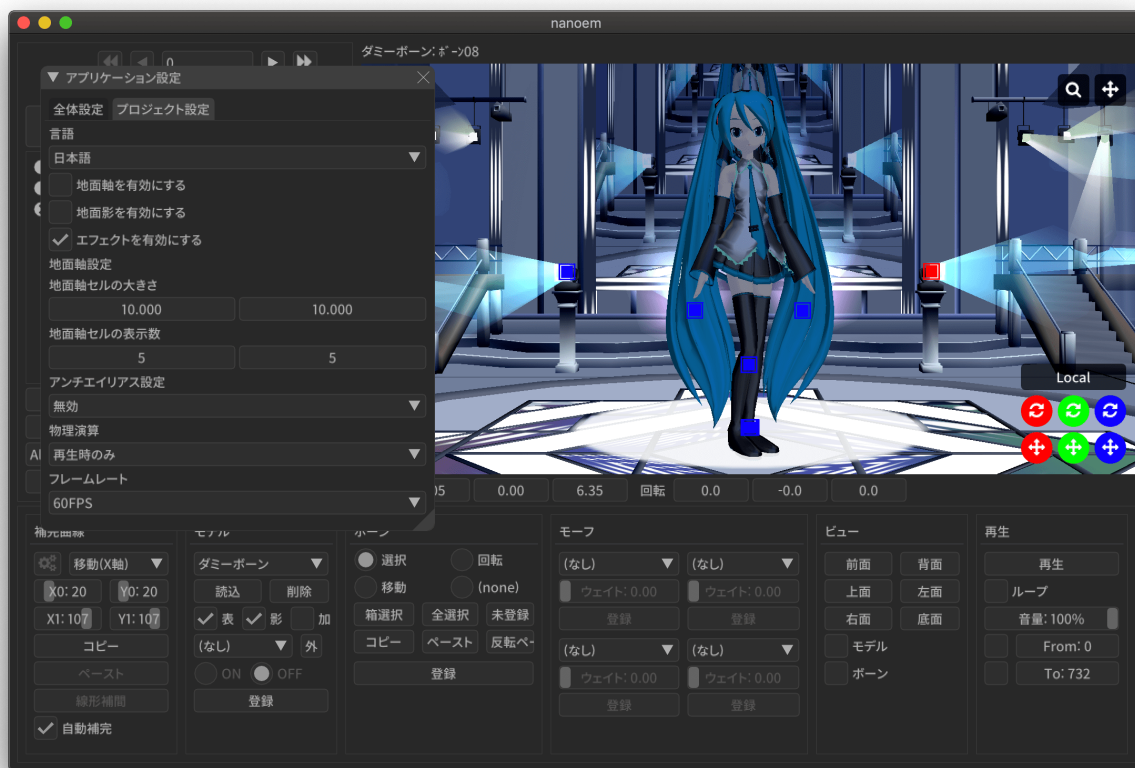 nanoem
0
ダミーボーン: ﾎﾞｰﾝ08
アプリケーション設定
全体設定 プロジェクト設定
言語
日本語
地面軸を有効にする
地面影を有効にする
エフェクトを有効にする
地面軸設定
地面軸セルの大きさ
10.000 10.000
地面軸セルの表示数
5 5
アンチエイリアス設定
無効
物理演算
再生時のみ
フレームレート
60FPS
Local
0.00 6.35 回転 0.0 -0.0 0.0
補完曲線
移動(X軸)
X0: 20 Y0: 20
X1: 107 Y1: 107
コピー
ペースト
線形補間
自動補完
モデル
ダミーボーン
読込 削除
表 影 加
(なし) 外
ON OFF
登録
ボーン
選択 回転
移動 (none)
箱選択 全選択 未登録
コピー ペースト 反転ペー
登録
モーフ
(なし) (なし)
ウェイト: 0.00 ウェイト: 0.00
登録 登録
(なし) (なし)
ウェイト: 0.00 ウェイト: 0.00
登録 登録
ビュー
前面 背面
上面 左面
右面 底面
モデル
ボーン
再生
再生
ループ
音量: 100%
From: 0
To: 732